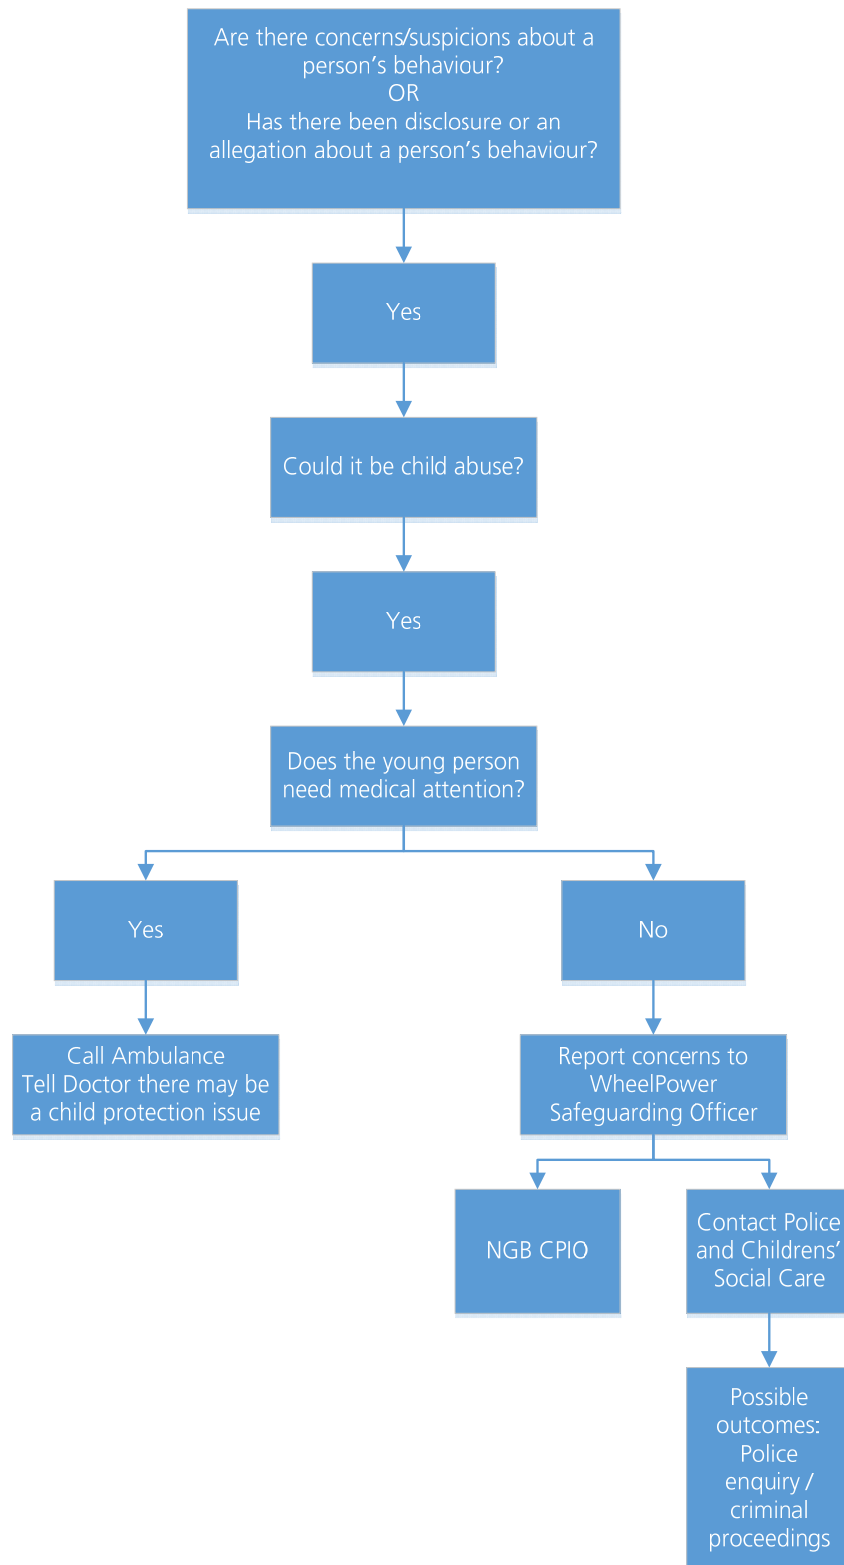 Are there concerns/suspicions about a
person’s behaviour?
OR
Has there been disclosure or an
allegation about a person’s behaviour?
Yes
Could it be child abuse?
Yes
Does the young person
need medical attention?
Yes
No
Call Ambulance
Tell Doctor there may be
a child protection issue
Report concerns to
WheelPower
Safeguarding Officer
NGB CPIO
Contact Police
and Childrens’
Social Care
Possible
outcomes:
Police
enquiry /
criminal
proceedings